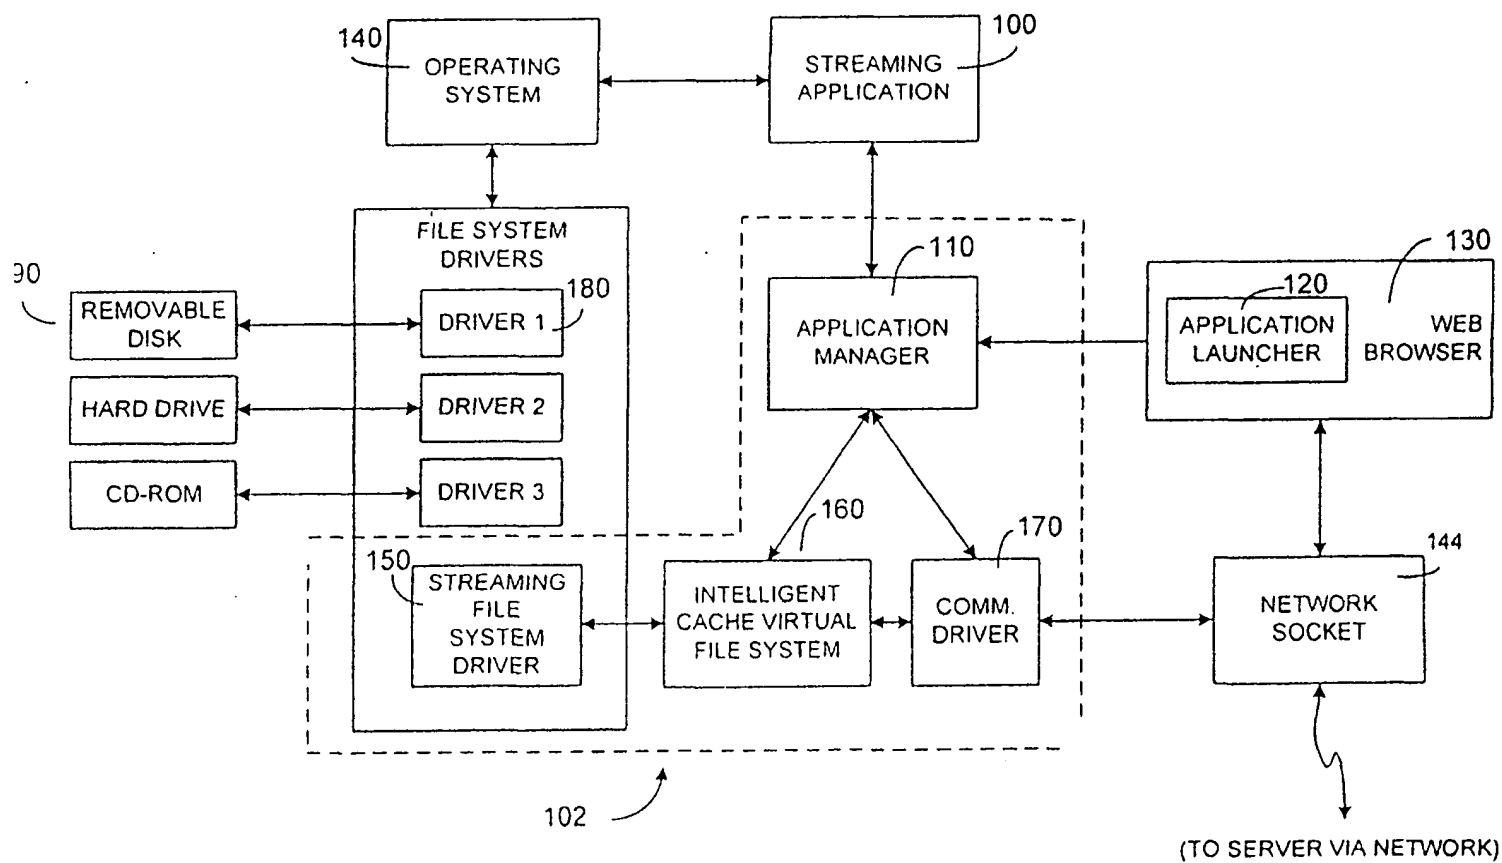 140
OPERATING
SYSTEM
100
STREAMING
APPLICATION
FILE SYSTEM
DRIVERS
110
130
90
REMOVABLE
DISK
180
DRIVER 1
APPLICATION
MANAGER
120
APPLICATION
LAUNCHER
WEB
BROWSER
HARD DRIVE
DRIVER 2
CD-ROM
DRIVER 3
160
170
144
150
STREAMING
FILE
SYSTEM
DRIVER
INTELLIGENT
CACHE VIRTUAL
FILE SYSTEM
COMM.
DRIVER
NETWORK
SOCKET
102
(TO SERVER VIA NETWORK)